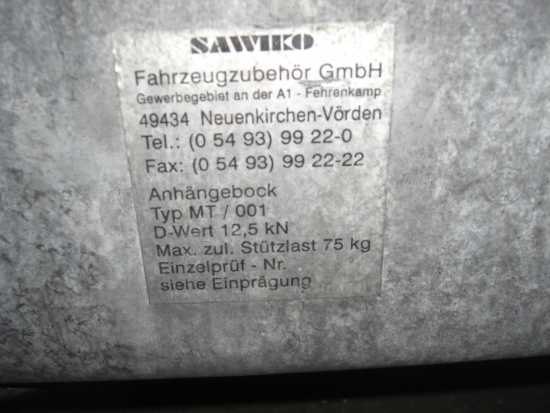 SAWIKO
Fahrzeugzubehör GmbH
Gewerbegebiet an der A1 - Fehrenkamp
49434 Neuenkirchen-Vörden
Tel.: (0 54 93) 99 22-0
Fax: (0 54 93) 99 22-22
Anhängebock
Typ MT / 001
D-Wert 12,5 kN
Max. zul. Stützlast 75 kg
Einzelprüf - Nr.
siehe Einprägung